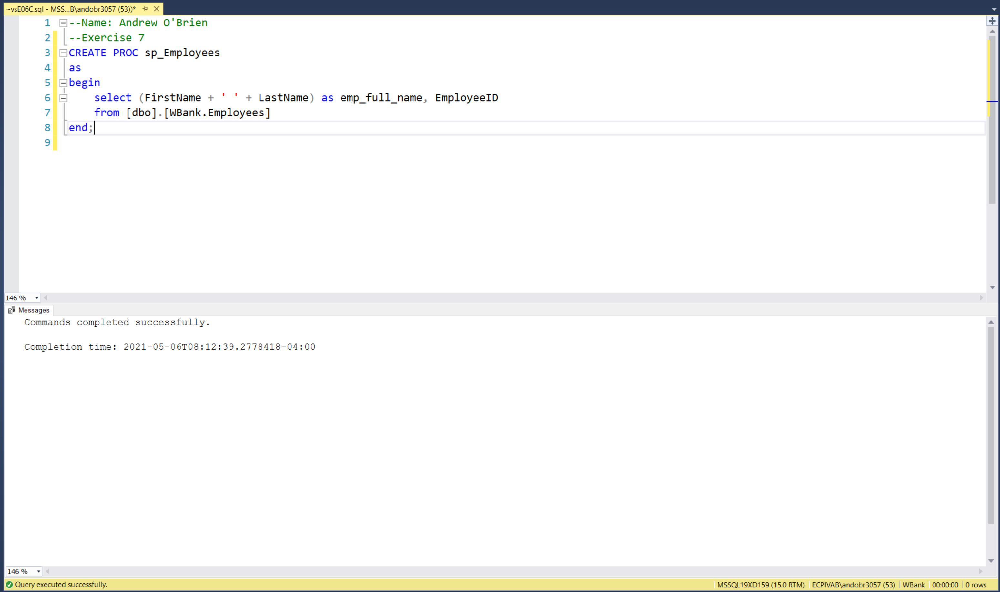 ~vsE06C.sql - MSS...B\andobr3057 (53))*
1 --Name: Andrew O'Brien
2 --Exercise 7
3 CREATE PROC sp_Employees
4 as
5 begin
6 select (FirstName + ' ' + LastName) as emp_full_name, EmployeeID
7 from [dbo].[WBank.Employees]
8 end;
9
146 %
Messages
Commands completed successfully.
Completion time: 2021-05-06T08:12:39.2778418-04:00
146 %
Query executed successfully. MSSQL19XD159 (15.0 RTM) ECPIVAB\andobr3057 (53) WBank 00:00:00 0 rows